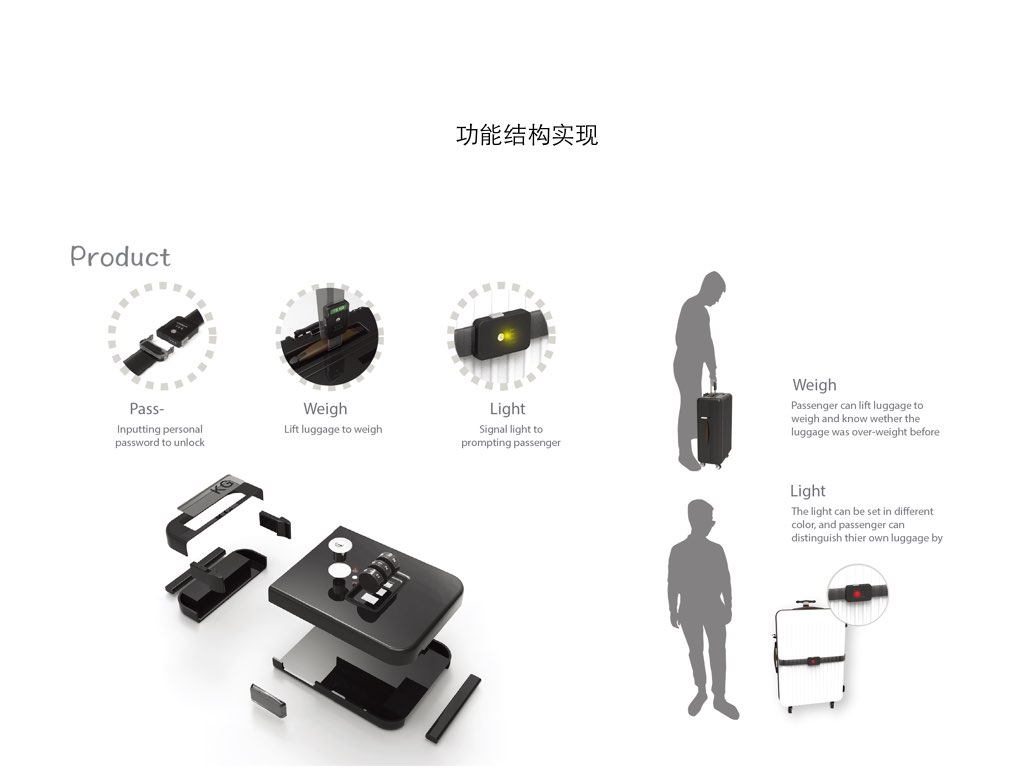 功能结构实现
Product
Pass-
Inputting personal
password to unlock
Weigh
Lift luggage to weigh
Light
Signal light to
prompting passenger
KG
Weigh
Passenger can lift luggage to
weigh and know wether the
luggage was over-weight before
Light
The light can be set in different
color, and passenger can
distinguish thier own luggage by